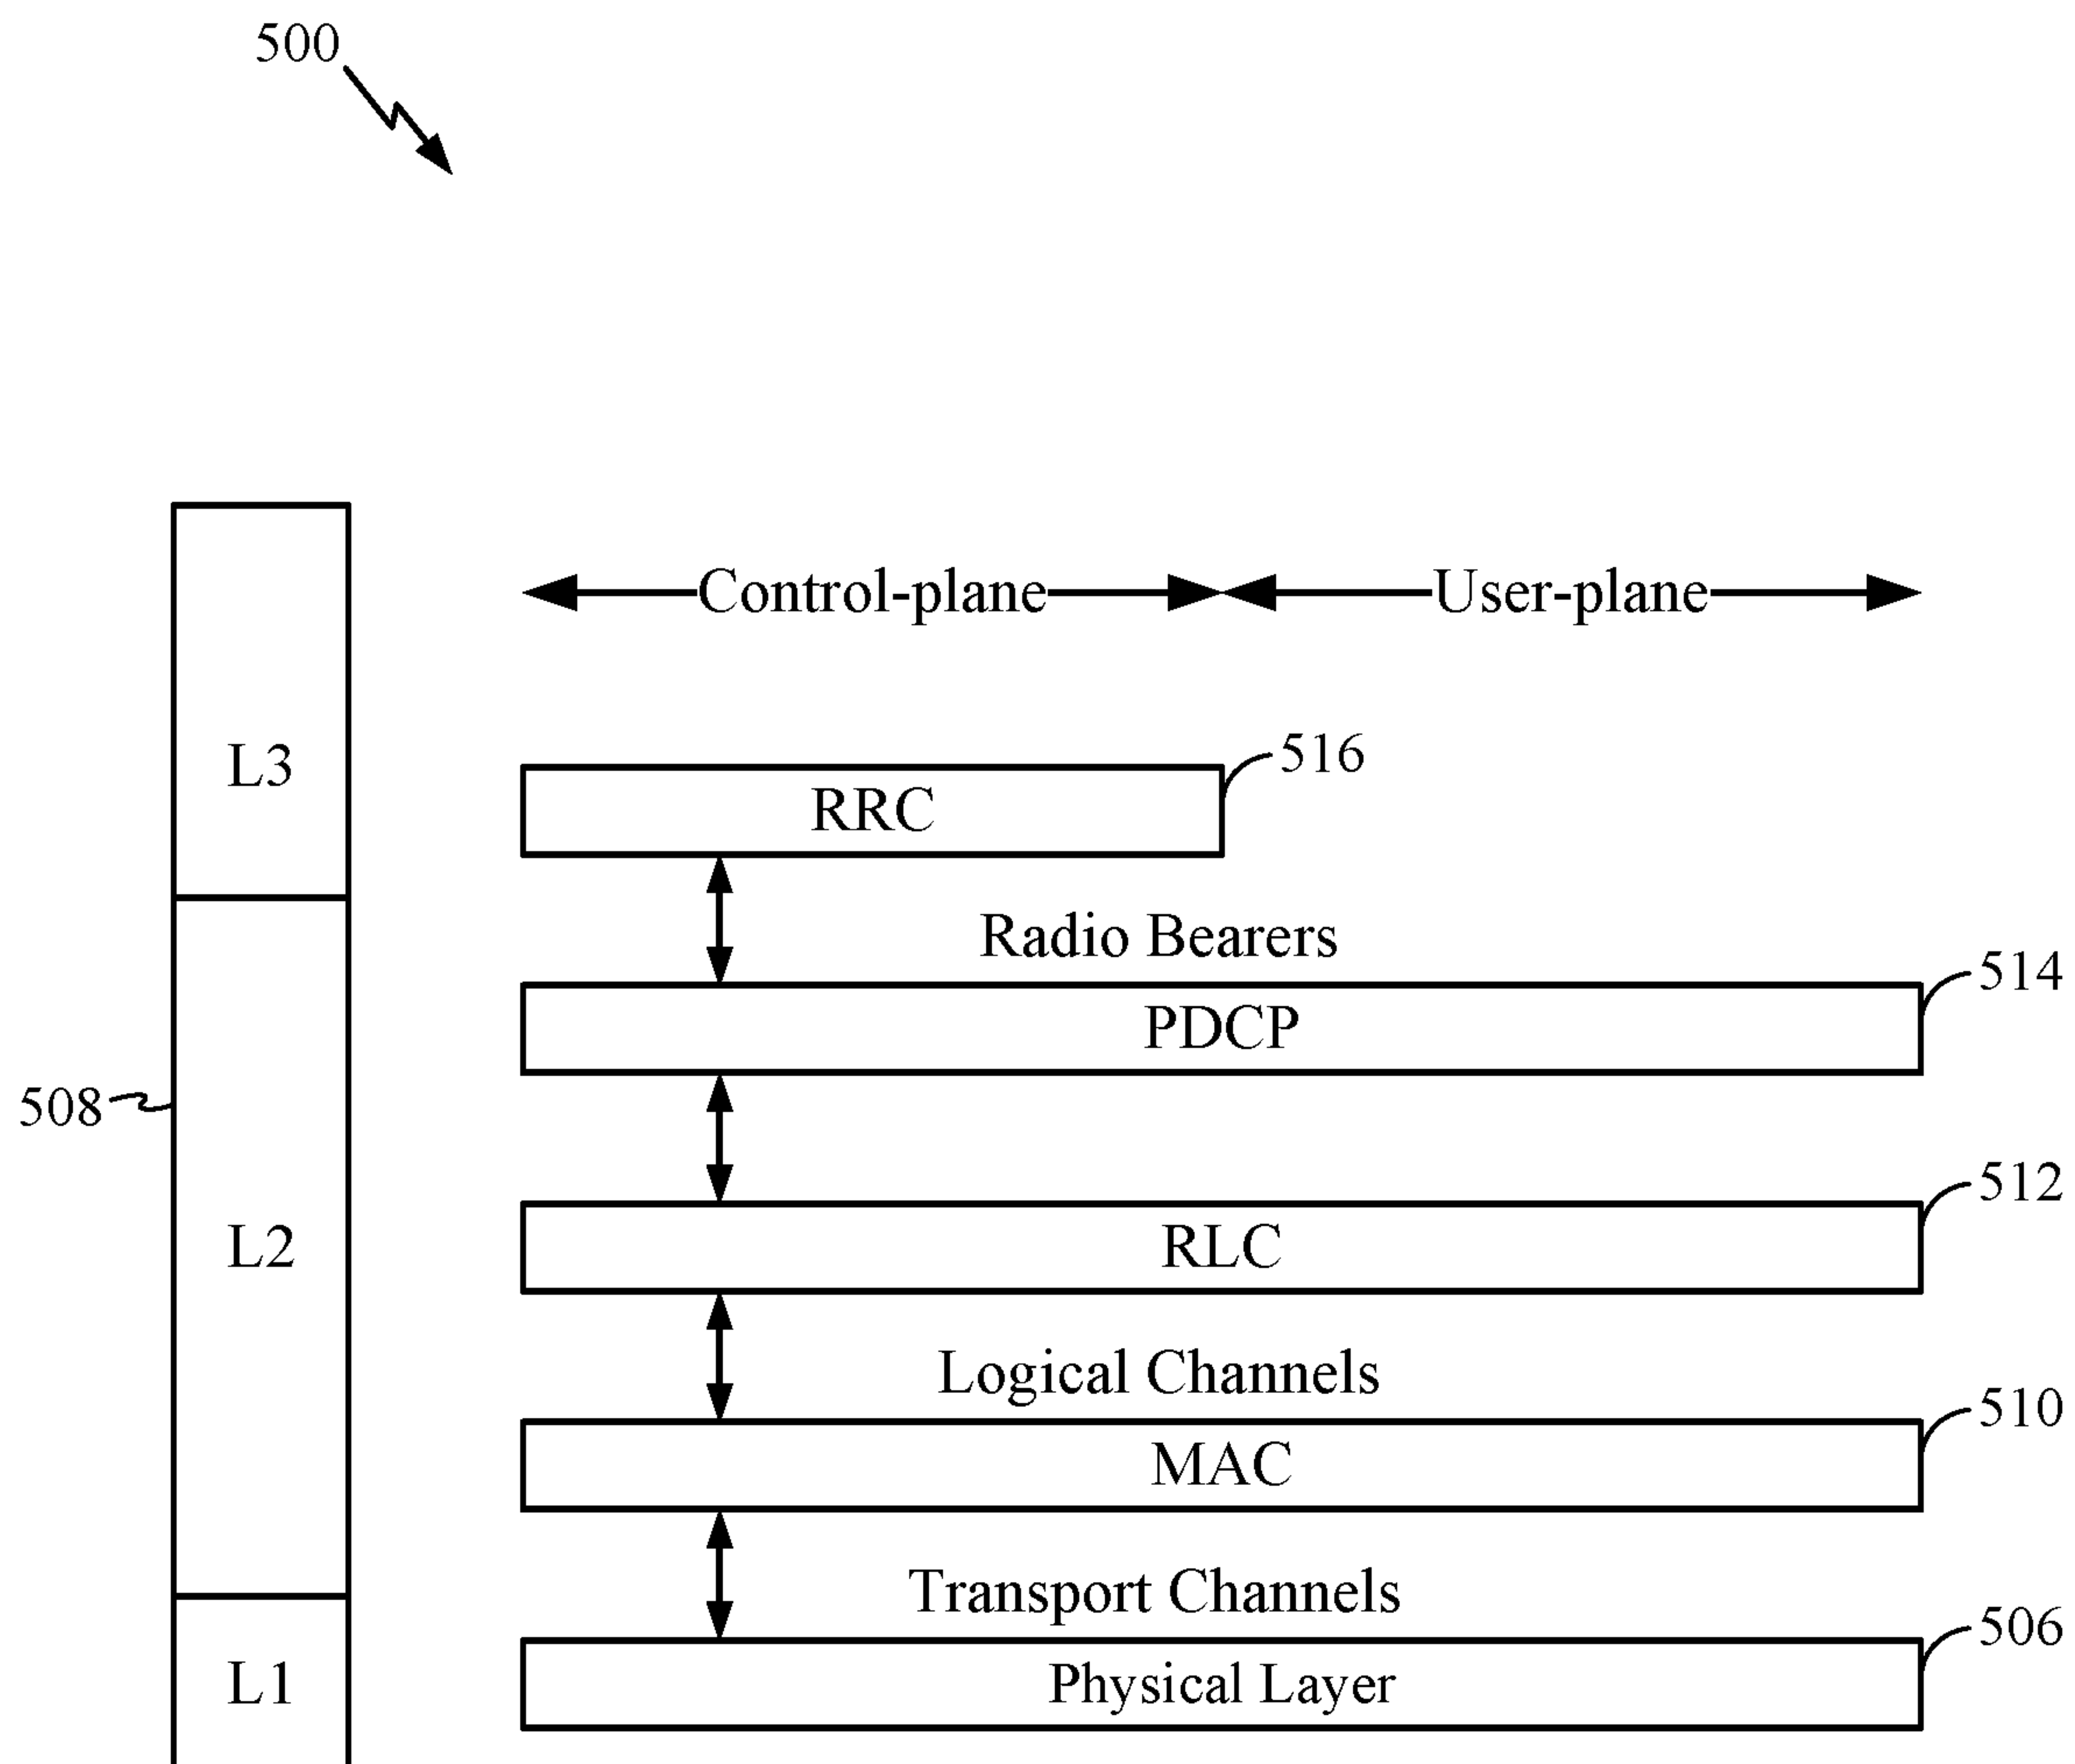 500
Control-plane User-plane
L3
516
RRC
Radio Bearers
514
PDCP
508
512
L2
RLC
Logical Channels
510
MAC
Transport Channels
506
L1
Physical Layer